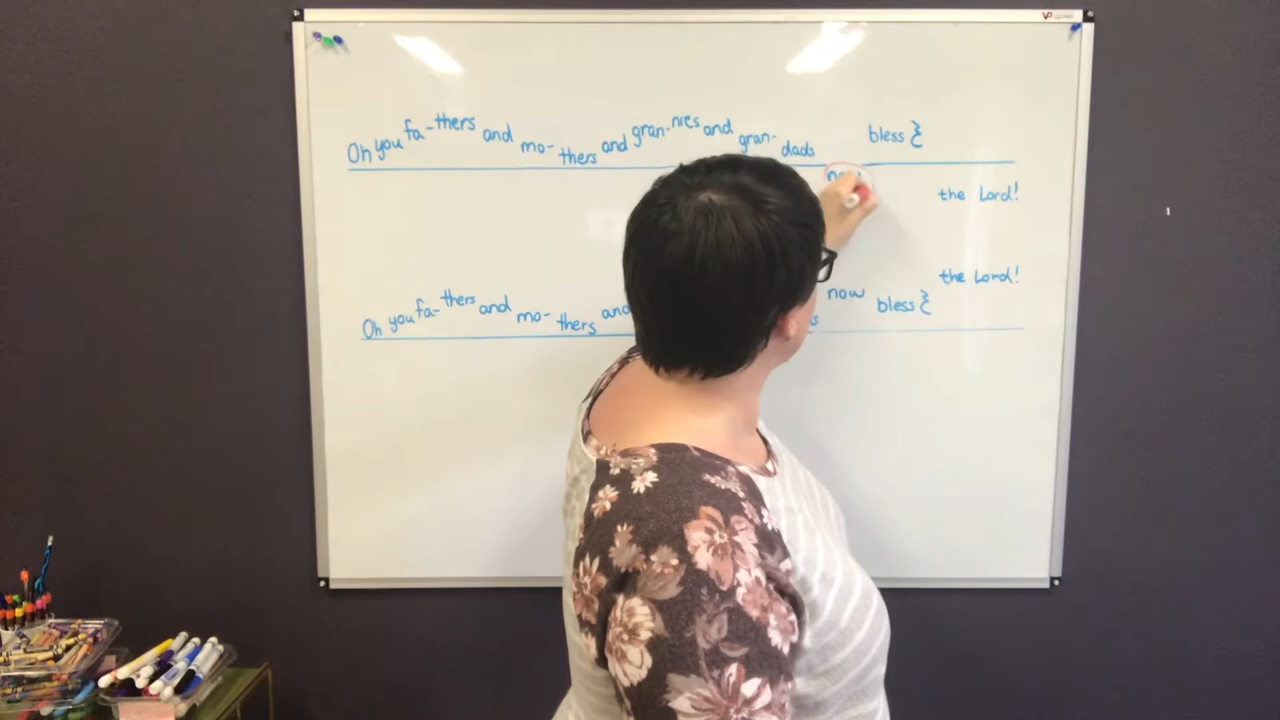 Oh you fa-thers and mo-thers and gran-nies and gran-dads bless
the Lord!
the Lord!
Oh you fa-thers and mo-thers and now bless